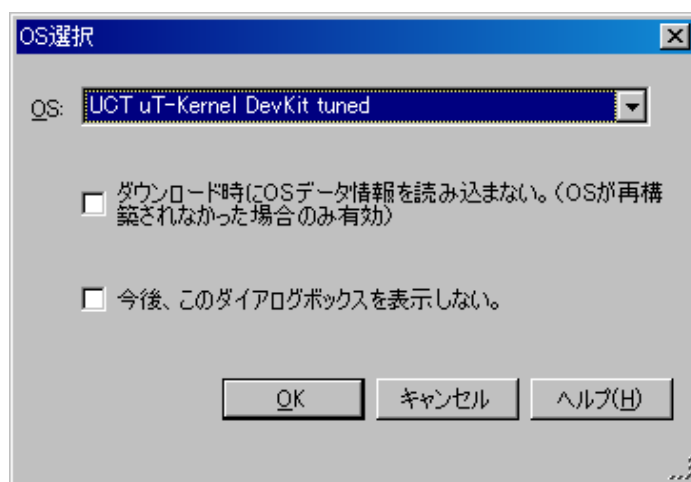 OS選択
OS: UCT uT-Kernel DevKit tuned
ダウンロード時にOSデータ情報を読み込まない。（OSが再構
築されなかった場合のみ有効）
今後、このダイアログボックスを表示しない。
OK キャンセル ヘルプ(H)